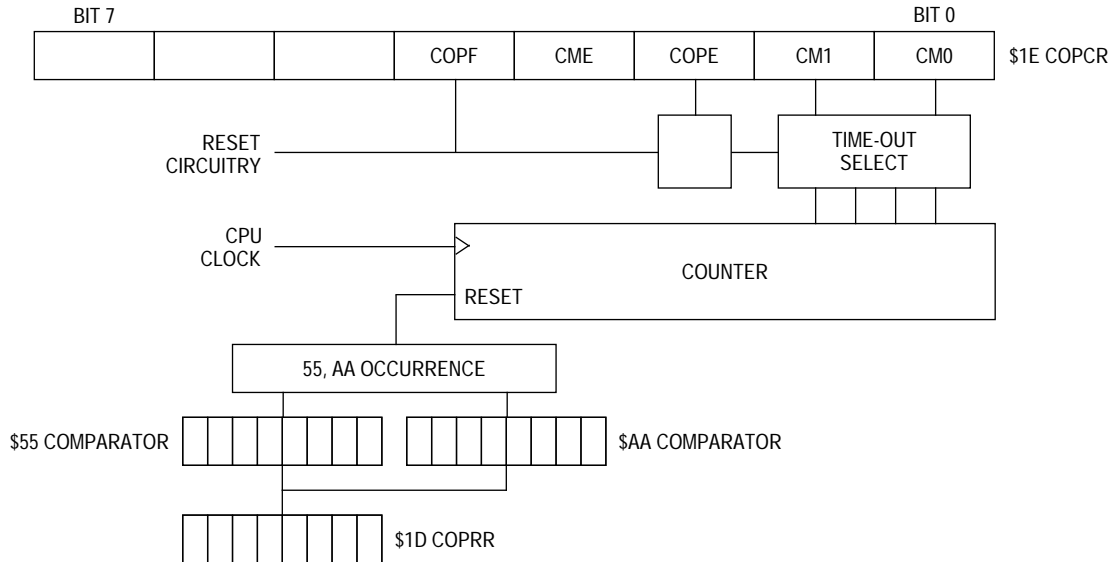 BIT 7
BIT 0
COPF
CME
COPE
CM1
CM0
$1E COPCR
RESET
CIRCUITRY
TIME-OUT
SELECT
CPU
CLOCK
COUNTER
RESET
55, AA OCCURRENCE
$55 COMPARATOR
$AA COMPARATOR
$1D COPRR